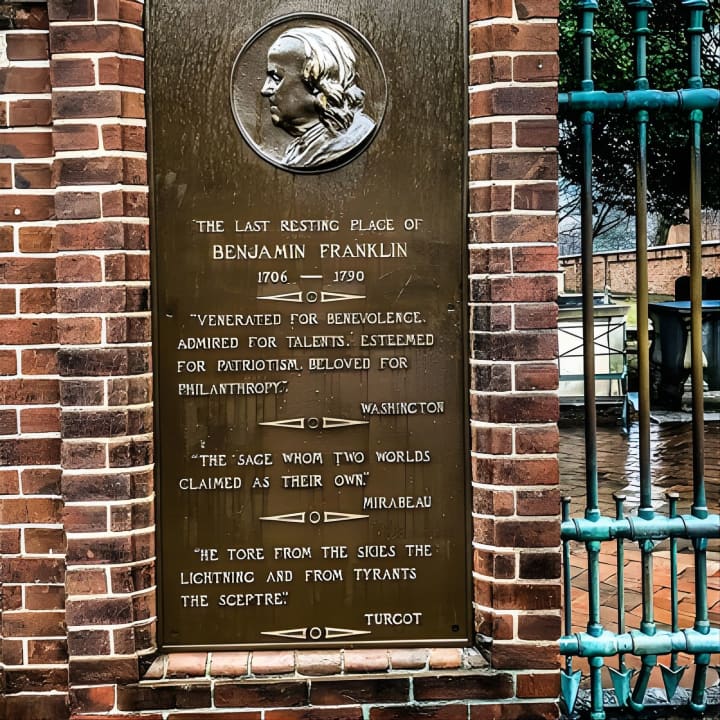 THE LAST RESTING PLACE OF
BENJAMIN FRANKLIN
1706 — 1790
"VENERATED FOR BENEVOLENCE.
ADMIRED FOR TALENTS. ESTEEMED
FOR PATRIOTISM. BELOVED FOR
PHILANTHROPY."
WASHINGTON
"THE SAGE WHOM TWO WORLDS
CLAIMED AS THEIR OWN."
MIRABEAU
"HE TORE FROM THE SKIES THE
LIGHTNING AND FROM TYRANTS
THE SCEPTRE."
TURGOT